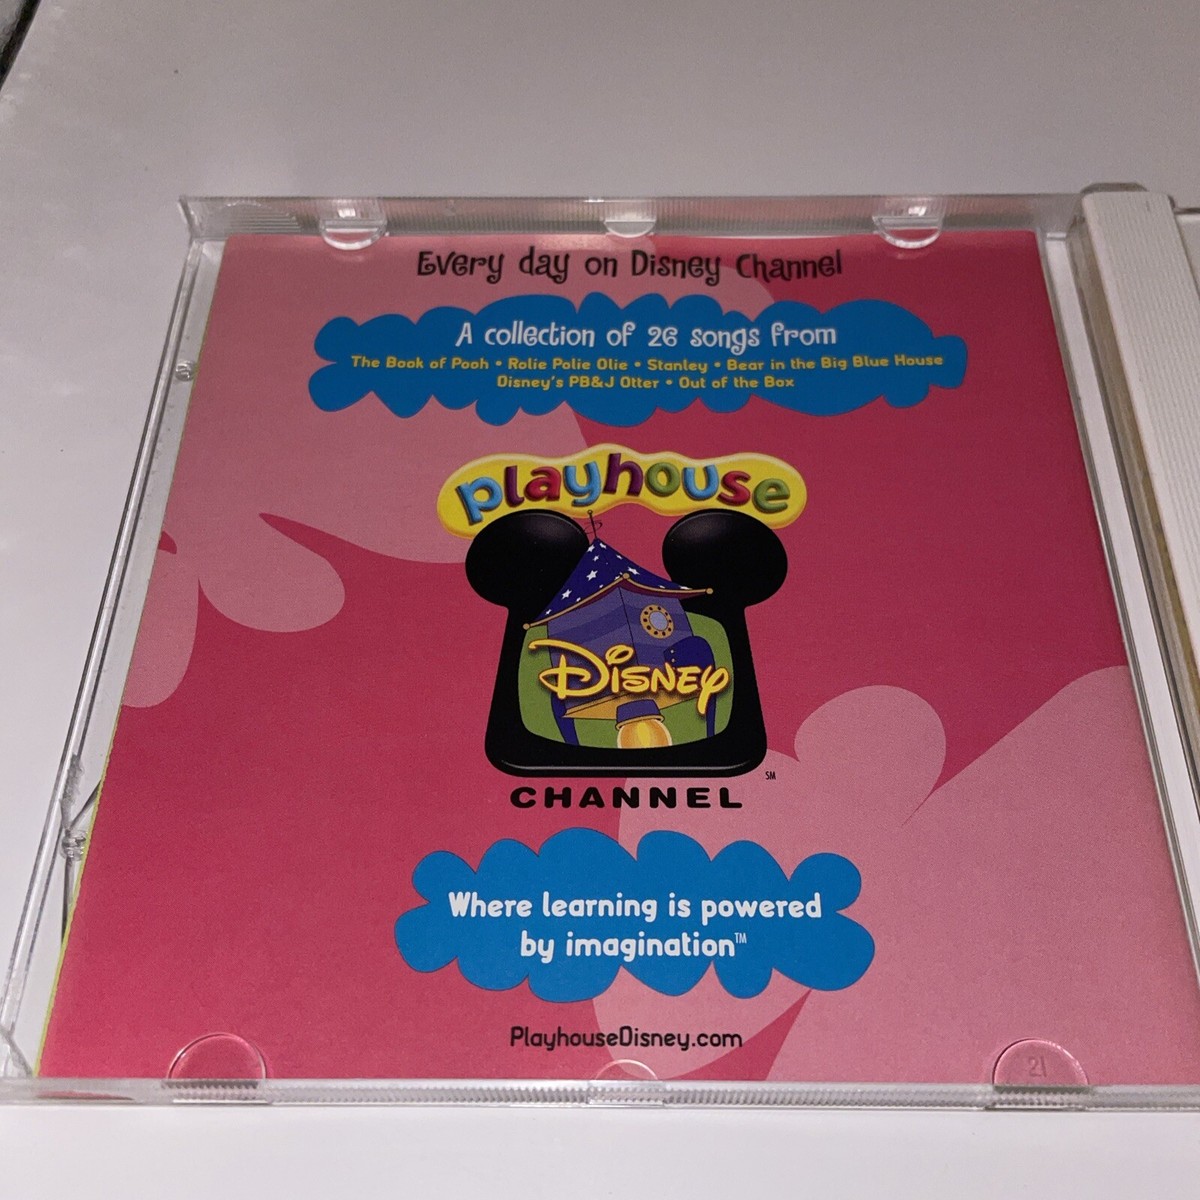 Every day on Disney Channel
A collection of 26 songs from
The Book of Pooh • Rolie Polie Olie • Stanley • Bear in the Big Blue House
Disney's PB&J Otter • Out of the Box
playhouse
Disney
SM
CHANNEL
Where learning is powered
by imagination™
PlayhouseDisney.com
21